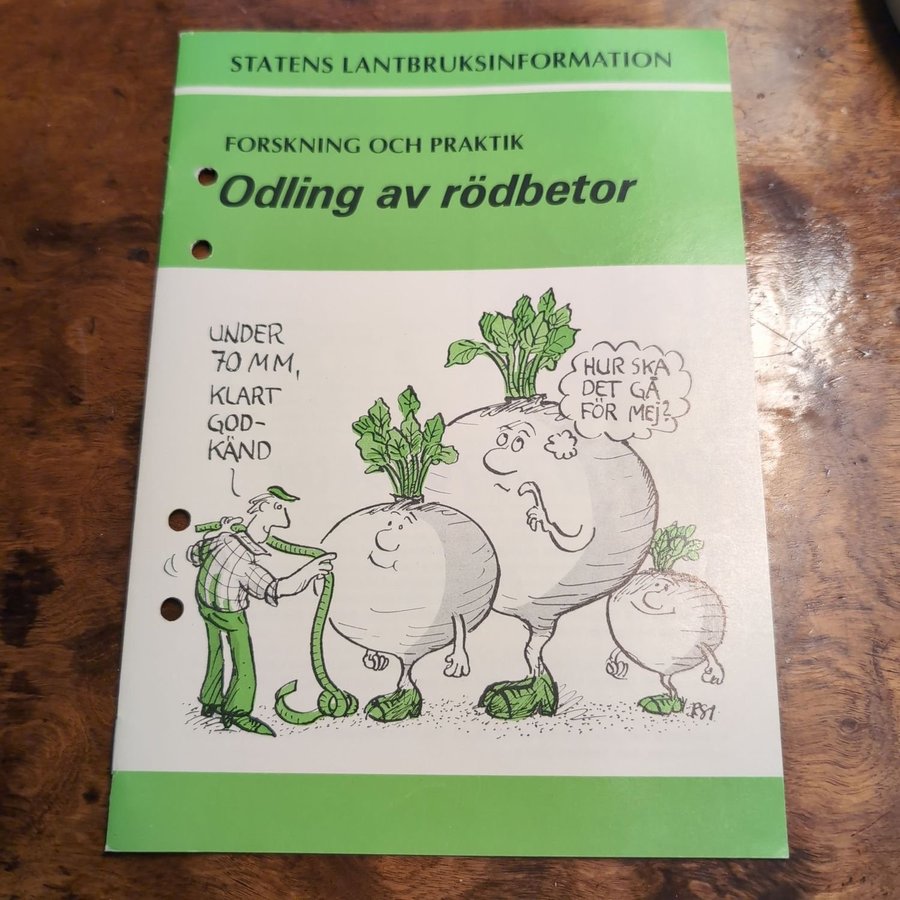 STATENS LANTBRUKSINFORMATION
FORSKNING OCH PRAKTIK
Odling av rödbetor
UNDER
70 MM,
KLART
GOD-
KÄND
HUR SKA
DET GÅ
FÖR MEJ?